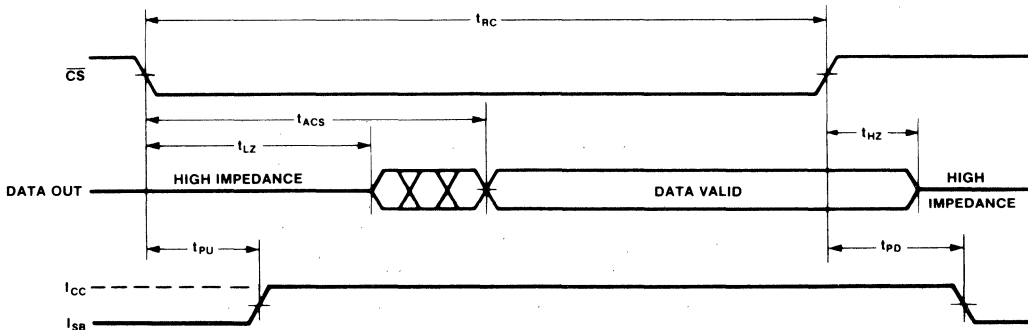 tRC
CS
tACS
tLZ
tHZ
DATA OUT
HIGH IMPEDANCE
DATA VALID
HIGH
IMPEDANCE
tPU
tPD
ICC
ISB